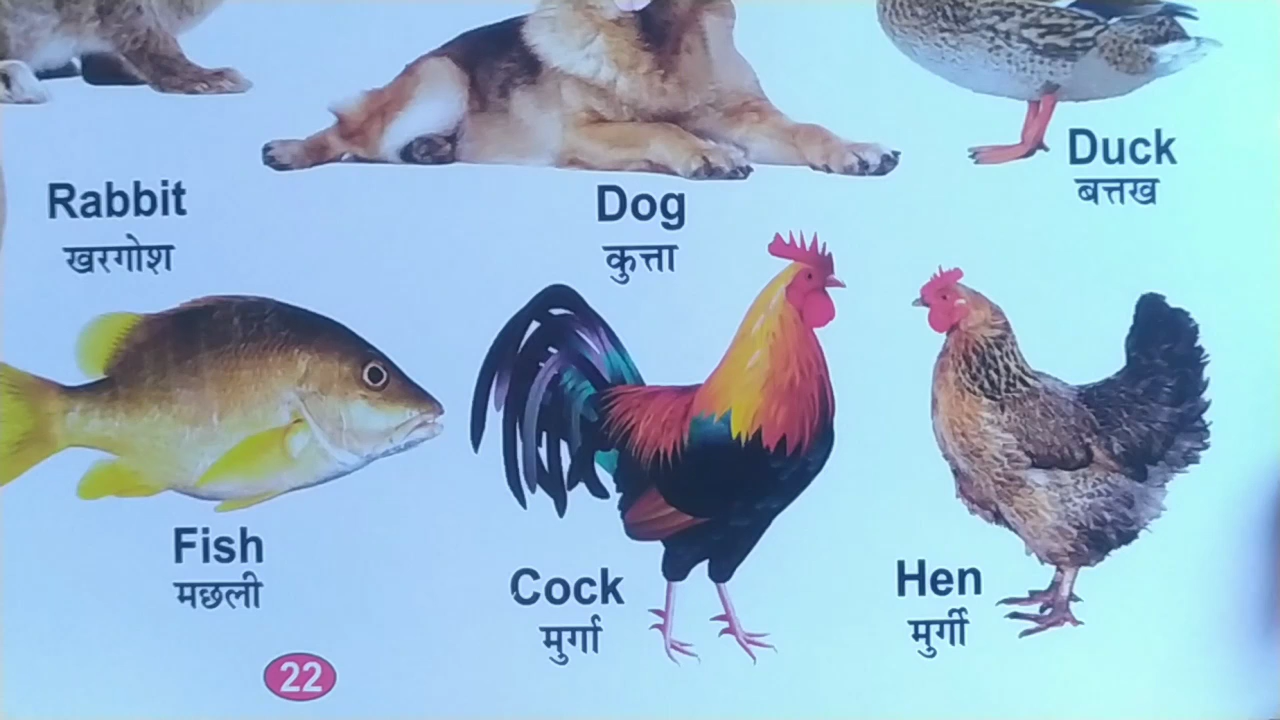 Rabbit
खरगोश
Dog
कुत्ता
Duck
बत्तख
Fish
मछली
Cock
मुर्गा
Hen
मुर्गी
22